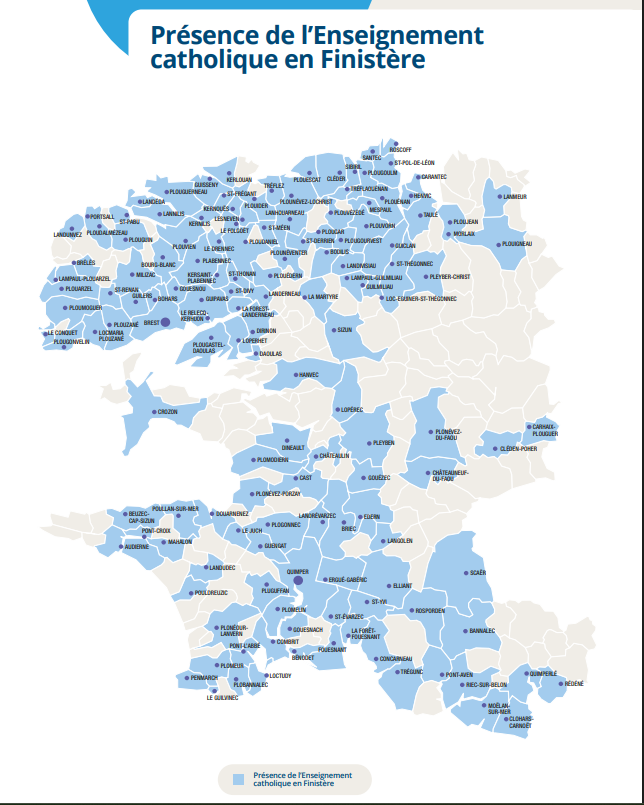 Présence de l'Enseignement
catholique en Finistère
ROSCOFF
SANTEC
SIBIRIL
ST-POL-DE-LÉON
PLOUESCAT
CLÉDER
PLOUGOULM
CARANTEC
KERLOUAN
GUISSENY
TRÉFLEZ
TRÉFLAOUÉNAN
PLOUGUERNEAU
ST-FRÉGANT
PLOUNÉVEZ-LOCHRIST
HENVIC
LANMEUR
LANDÉDA
PLOUIDER
PLOUÉNAN
KERNOUËS
LANHOUARNEAU
PLOUVEZÉDÉ
MESPAUL
TAULÉ
PORTSALL
ST-PABU
LANNILIS
LESNEVEN
KERNILIS
LE FOLGOËT
ST-MÉEN
PLOUVORN
PLOUJEAN
LANDUNVEZ
PLOUDALMÉZEAU
PLOUGAR
MORLAIX
PLOUGUIN
PLOUVIEN
LE DRENNEC
PLOUDANIEL
ST-DERRIEN
PLOUGOURVEST
GUICLAN
PLOUIGNEAU
PLOUNÉVENTER
BODILIS
BRÉLÈS
BOURG-BLANC
PLABENNEC
LANDIVISIAU
ST-THÉGONNEC
LAMPAUL-PLOUARZEL
MILIZAC
KERSAINT-
PLABENNEC
ST-THONAN
PLOUÉDERN
LAMPAUL-GUIMILIAU
PLEYBER-CHRIST
PLOUARZEL
ST-RENAN
GOUESNOU
ST-DIVY
GUIMILIAU
GUILERS
BOHARS
GUIPAVAS
LANDERNEAU
LA MARTYRE
LOC-EGUINER-ST-THÉGONNEC
PLOUMOGUER
LA FOREST-
LANDERNEAU
LE RELECQ-
KERHUON
PLOUZANÉ
BREST
LE CONQUET
LOCMARIA
PLOUZANÉ
DIRINON
SIZUN
PLOUGONVELIN
PLOUGASTEL-
DAOULAS
LOPERHET
DAOULAS
HANVEC
CROZON
LOPÉREC
CARHAIX-
PLOUGUER
PLONÉVEZ-
DU-FAOU
DINÉAULT
PLEYBEN
CLÉDEN-POHER
PLOMODIERN
CHÂTEAULIN
CAST
GOUÉZEC
CHÂTEAUNEUF-
DU-FAOU
PLONÉVEZ-PORZAY
POULLAN-SUR-MER
BEUZEC-
CAP-SIZUN
DOUARNENEZ
LANDRÉVARZEC
EDERN
PLOGONNEC
BRIEC
PONT-CROIX
LE JUCH
MAHALON
LANGOLEN
AUDIERNE
GUENGAT
LANDUDEC
QUIMPER
SCAËR
ERGUÉ-GABÉRIC
PLUGUFFAN
ELLIANT
POULDREUZIC
ST-YVI
PLOMELIN
ROSPORDEN
ST-ÉVARZEC
PLONÉOUR-
LANVERN
GOUESNACH
LA FORÊT-
FOUESNANT
BANNALEC
COMBRIT
PONT-L'ABBÉ
FOUESNANT
BÉNODET
CONCARNEAU
PLOMEUR
TRÉGUNC
PONT-AVEN
QUIMPERLÉ
LOCTUDY
PENMARCH
PLOBANNALEC
RIEC-SUR-BELON
RÉDÉNÉ
LE GUILVINEC
MOËLAN-
SUR-MER
CLOHARS-
CARNOËT
Présence de l'Enseignement
catholique en Finistère